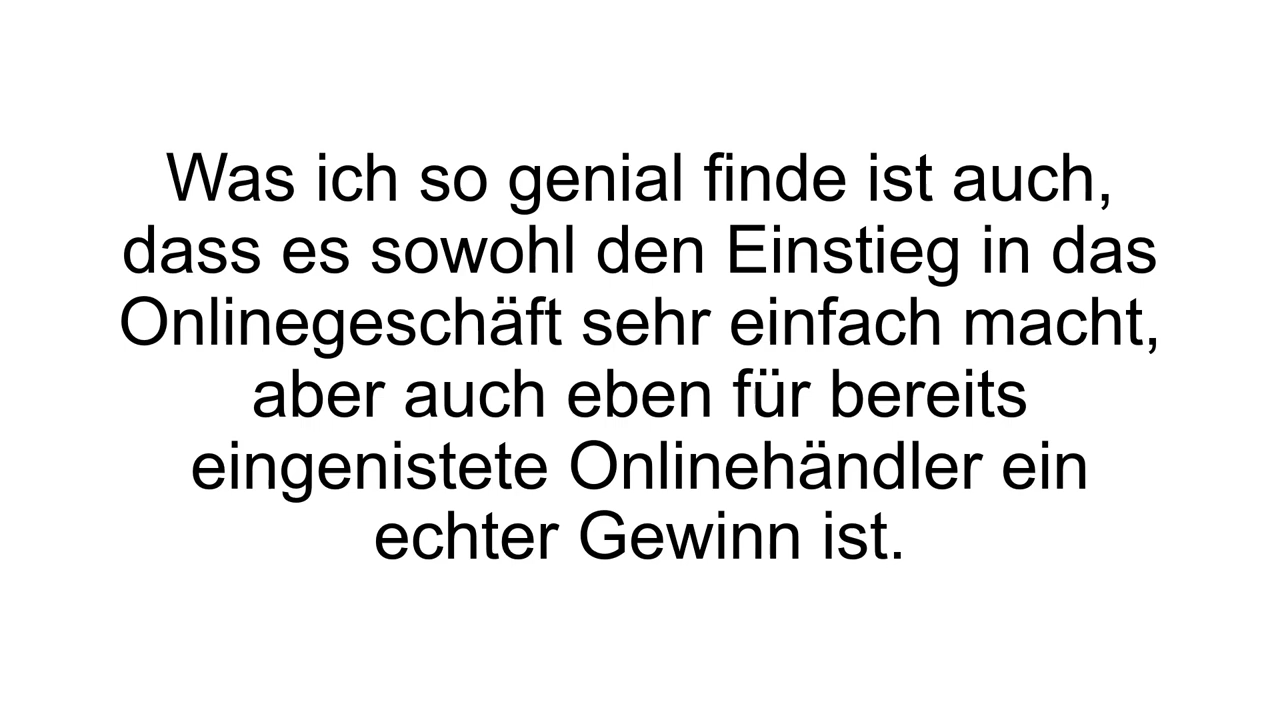 Was ich so genial finde ist auch,
dass es sowohl den Einstieg in das
Onlinegeschäft sehr einfach macht,
aber auch eben für bereits
eingenistete Onlinehändler ein
echter Gewinn ist.